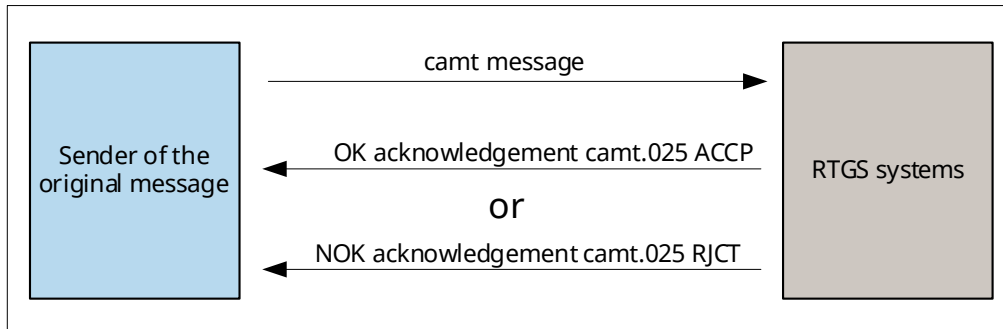 camt message
Sender of the
original message
OK acknowledgement camt.025 ACCP
RTGS systems
or
NOK acknowledgement camt.025 RJCT